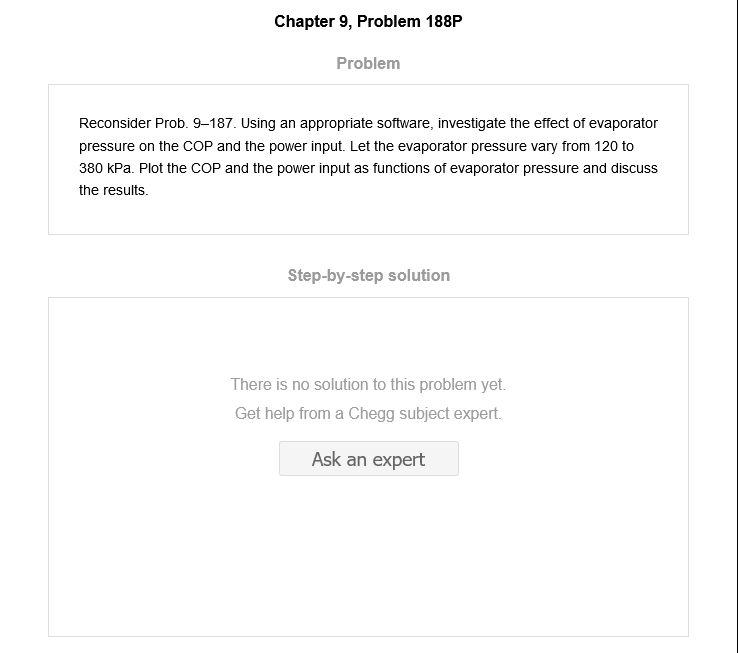 Chapter 9, Problem 188P
Problem
Reconsider Prob. 9–187. Using an appropriate software, investigate the effect of evaporator
pressure on the COP and the power input. Let the evaporator pressure vary from 120 to
380 kPa. Plot the COP and the power input as functions of evaporator pressure and discuss
the results.
Step-by-step solution
There is no solution to this problem yet.
Get help from a Chegg subject expert.
Ask an expert